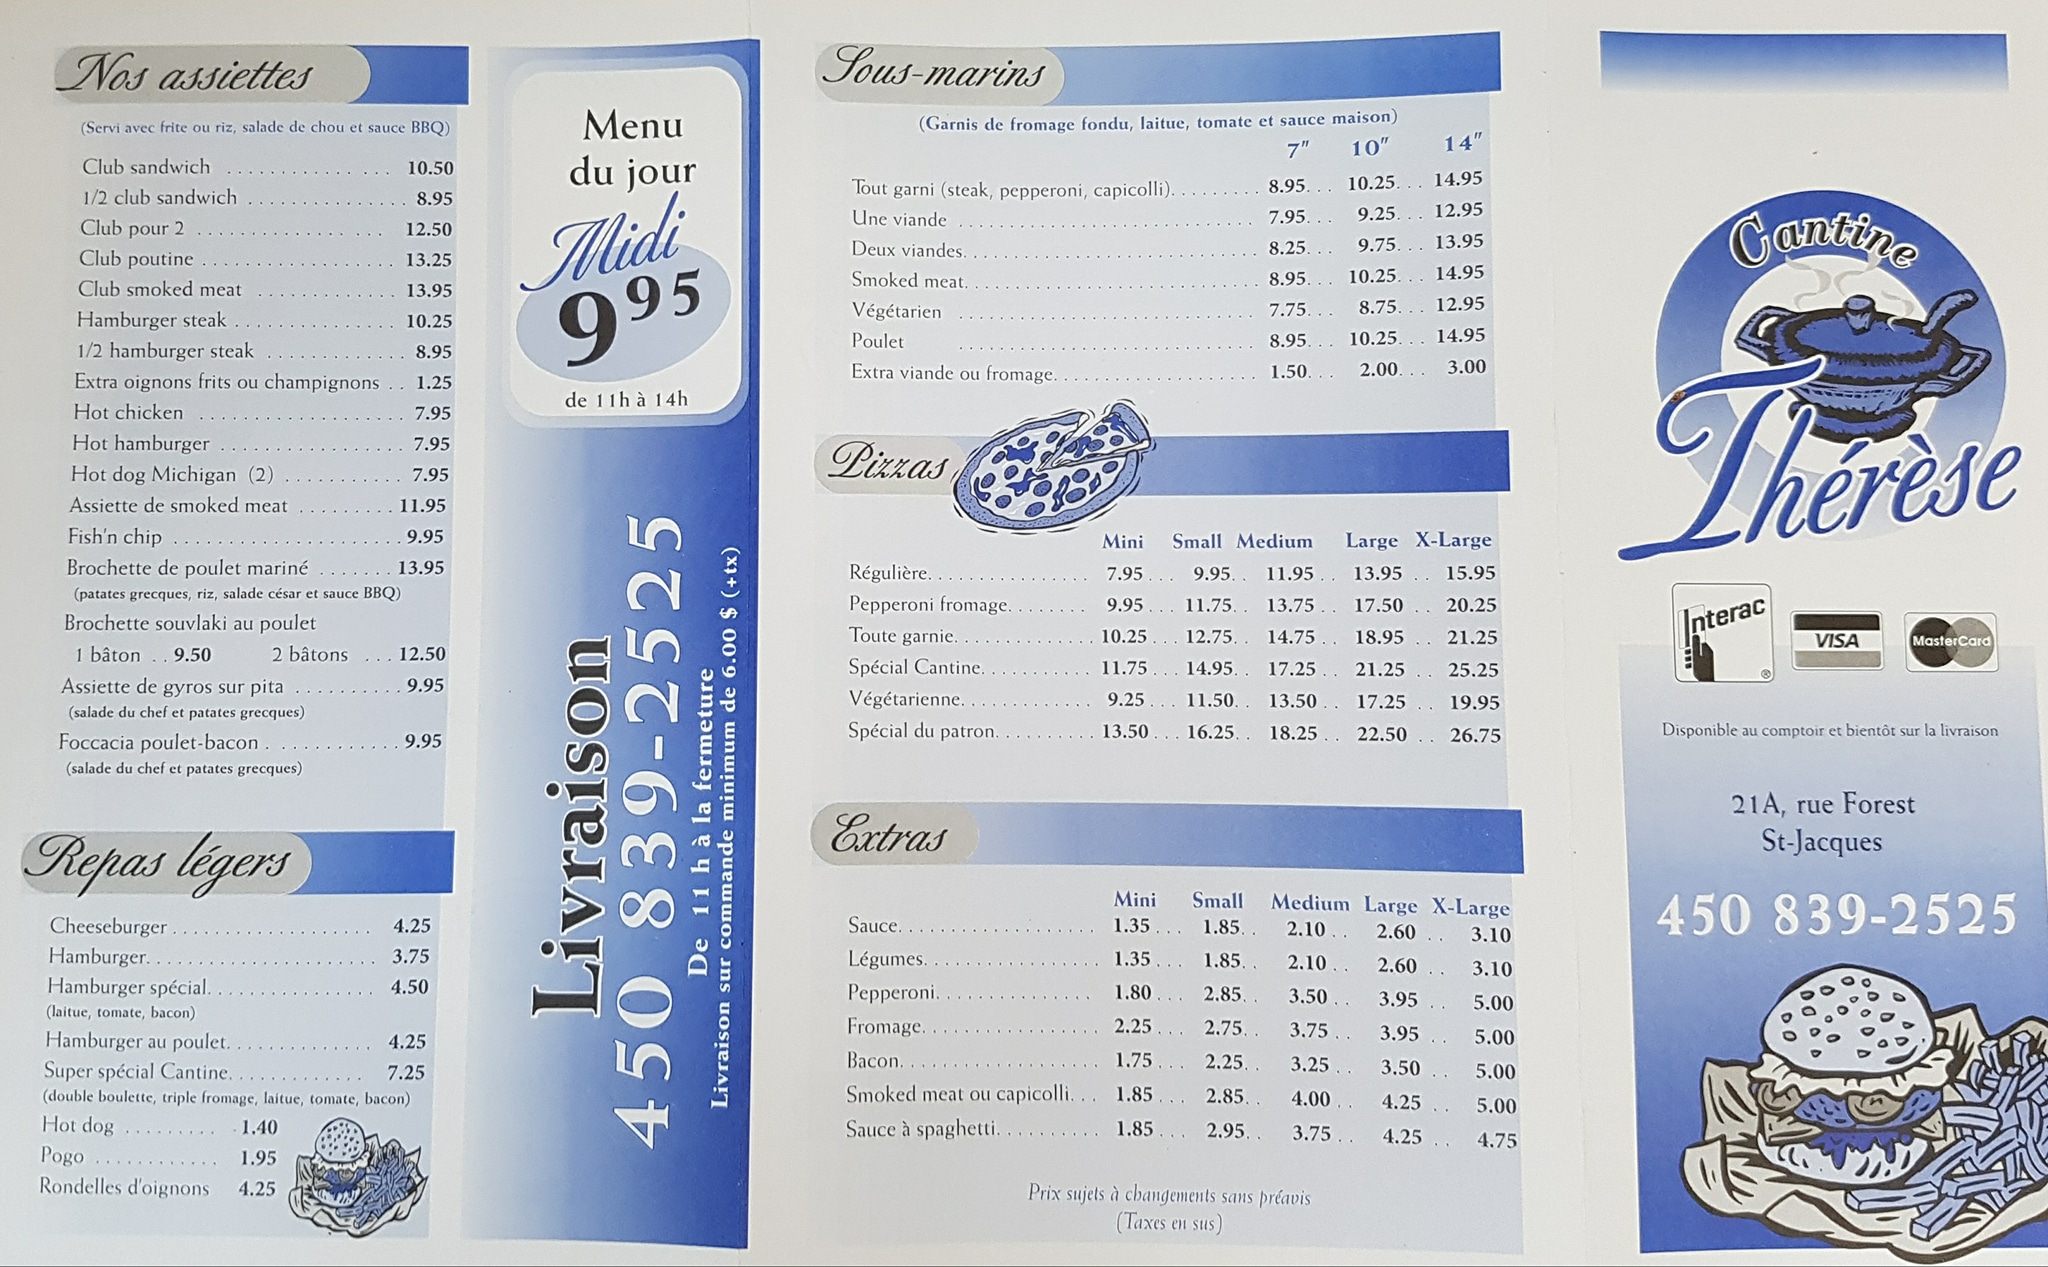 Nos assiettes
(Servi avec frite ou riz, salade de chou et sauce BBQ)
Club sandwich 10.50
1/2 club sandwich 8.95
Club pour 2 12.50
Club poutine 13.25
Club smoked meat 13.95
Hamburger steak 10.25
1/2 hamburger steak 8.95
Extra oignons frits ou champignons 1.25
Hot chicken 7.95
Hot hamburger 7.95
Hot dog Michigan (2) 7.95
Assiette de smoked meat 11.95
Fish'n chip 9.95
Brochette de poulet mariné 13.95
(patates grecques, riz, salade césar et sauce BBQ)
Brochette souvlaki au poulet
1 bâton 9.50 2 bâtons 12.50
Assiette de gyros sur pita 9.95
(salade du chef et patates grecques)
Foccacia poulet-bacon 9.95
(salade du chef et patates grecques)
Repas légers
Cheeseburger 4.25
Hamburger 3.75
Hamburger spécial 4.50
(laitue, tomate, bacon)
Hamburger au poulet 4.25
Super spécial Cantine 7.25
(double boulette, triple fromage, laitue, tomate, bacon)
Hot dog 1.40
Pogo 1.95
Rondelles d'oignons 4.25
Menu
du jour
Midi
9 95
de 11h à 14h
Livraison
450 839-2525
De 11 h à la fermeture
Livraison sur commande minimum de 6.00 $ (+tx)
Sous-marins
(Garnis de fromage fondu, laitue, tomate et sauce maison)
7" 10" 14"
Tout garni (steak, pepperoni, capicolli) 8.95 10.25 14.95
Une viande 7.95 9.25 12.95
Deux viandes 8.25 9.75 13.95
Smoked meat 8.95 10.25 14.95
Végétarien 7.75 8.75 12.95
Poulet 8.95 10.25 14.95
Extra viande ou fromage 1.50 2.00 3.00
Pizzas
Mini Small Medium Large X-Large
Régulière 7.95 9.95 11.95 13.95 15.95
Pepperoni fromage 9.95 11.75 13.75 17.50 20.25
Toute garnie 10.25 12.75 14.75 18.95 21.25
Spécial Cantine 11.75 14.95 17.25 21.25 25.25
Végétarienne 9.25 11.50 13.50 17.25 19.95
Spécial du patron 13.50 16.25 18.25 22.50 26.75
Extras
Mini Small Medium Large X-Large
Sauce 1.35 1.85 2.10 2.60 3.10
Légumes 1.35 1.85 2.10 2.60 3.10
Pepperoni 1.80 2.85 3.50 3.95 5.00
Fromage 2.25 2.75 3.75 3.95 5.00
Bacon 1.75 2.25 3.25 3.50 5.00
Smoked meat ou capicolli 1.85 2.85 4.00 4.25 5.00
Sauce à spaghetti 1.85 2.95 3.75 4.25 4.75
Prix sujets à changements sans préavis
(Taxes en sus)
Cantine
Thérèse
Interac ®
VISA
MasterCard
Disponible au comptoir et bientôt sur la livraison
21A, rue Forest
St-Jacques
450 839-2525